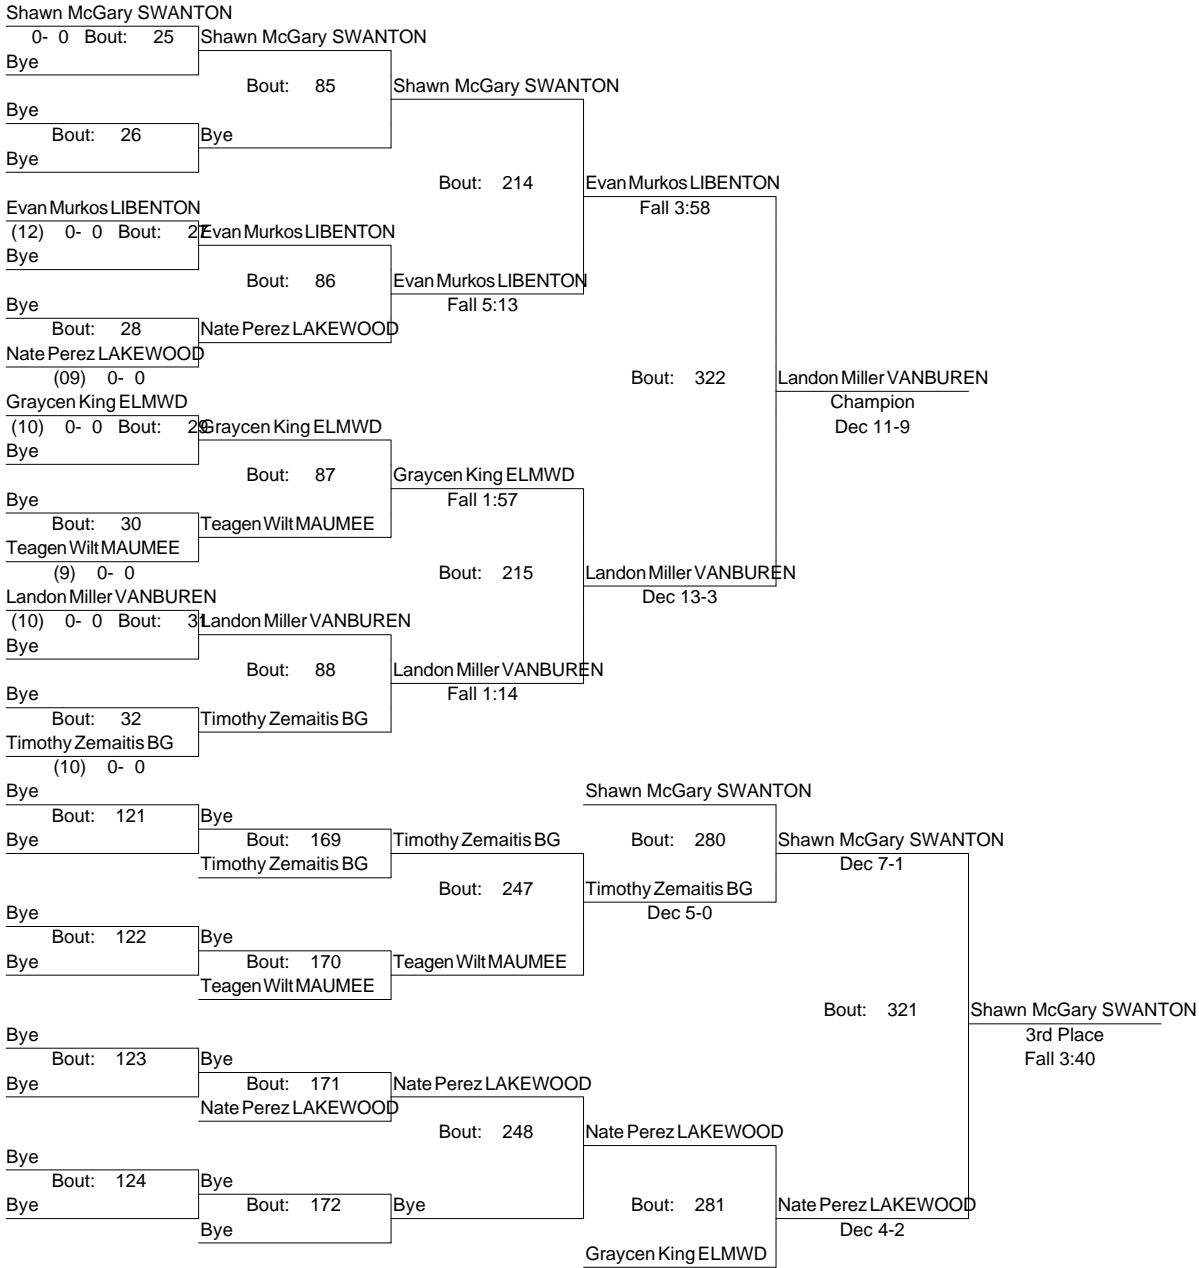 Shawn McGary SWANTON
0- 0 Bout: 25 Shawn McGary SWANTON
Bye
Bout: 85 Shawn McGary SWANTON
Bye
Bout: 26 Bye
Bye
Bout: 214 Evan Murkos LIBENTON
Evan Murkos LIBENTON Fall 3:58
(12) 0- 0 Bout: 27 Evan Murkos LIBENTON
Bye
Bout: 86 Evan Murkos LIBENTON
Bye Fall 5:13
Bout: 28 Nate Perez LAKEWOOD
Nate Perez LAKEWOOD
(09) 0- 0 Bout: 322 Landon Miller VANBUREN
Graycen King ELMWD Champion
(10) 0- 0 Bout: 29 Graycen King ELMWD Dec 11-9
Bye
Bout: 87 Graycen King ELMWD
Bye Fall 1:57
Bout: 30 Teagen Wilt MAUMEE
Teagen Wilt MAUMEE
(9) 0- 0 Bout: 215 Landon Miller VANBUREN
Landon Miller VANBUREN Dec 13-3
(10) 0- 0 Bout: 31 Landon Miller VANBUREN
Bye
Bout: 88 Landon Miller VANBUREN
Bye Fall 1:14
Bout: 32 Timothy Zemaitis BG
Timothy Zemaitis BG
(10) 0- 0
Bye Shawn McGary SWANTON
Bout: 121 Bye
Bye Bout: 169 Timothy Zemaitis BG Bout: 280 Shawn McGary SWANTON
Timothy Zemaitis BG Dec 7-1
Bout: 247 Timothy Zemaitis BG
Bye Dec 5-0
Bout: 122 Bye
Bye Bout: 170 Teagen Wilt MAUMEE
Teagen Wilt MAUMEE
Bout: 321 Shawn McGary SWANTON
Bye 3rd Place
Bout: 123 Bye Fall 3:40
Bye Bout: 171 Nate Perez LAKEWOOD
Nate Perez LAKEWOOD
Bout: 248 Nate Perez LAKEWOOD
Bye
Bout: 124 Bye
Bye Bout: 172 Bye Bout: 281 Nate Perez LAKEWOOD
Bye Dec 4-2
Graycen King ELMWD